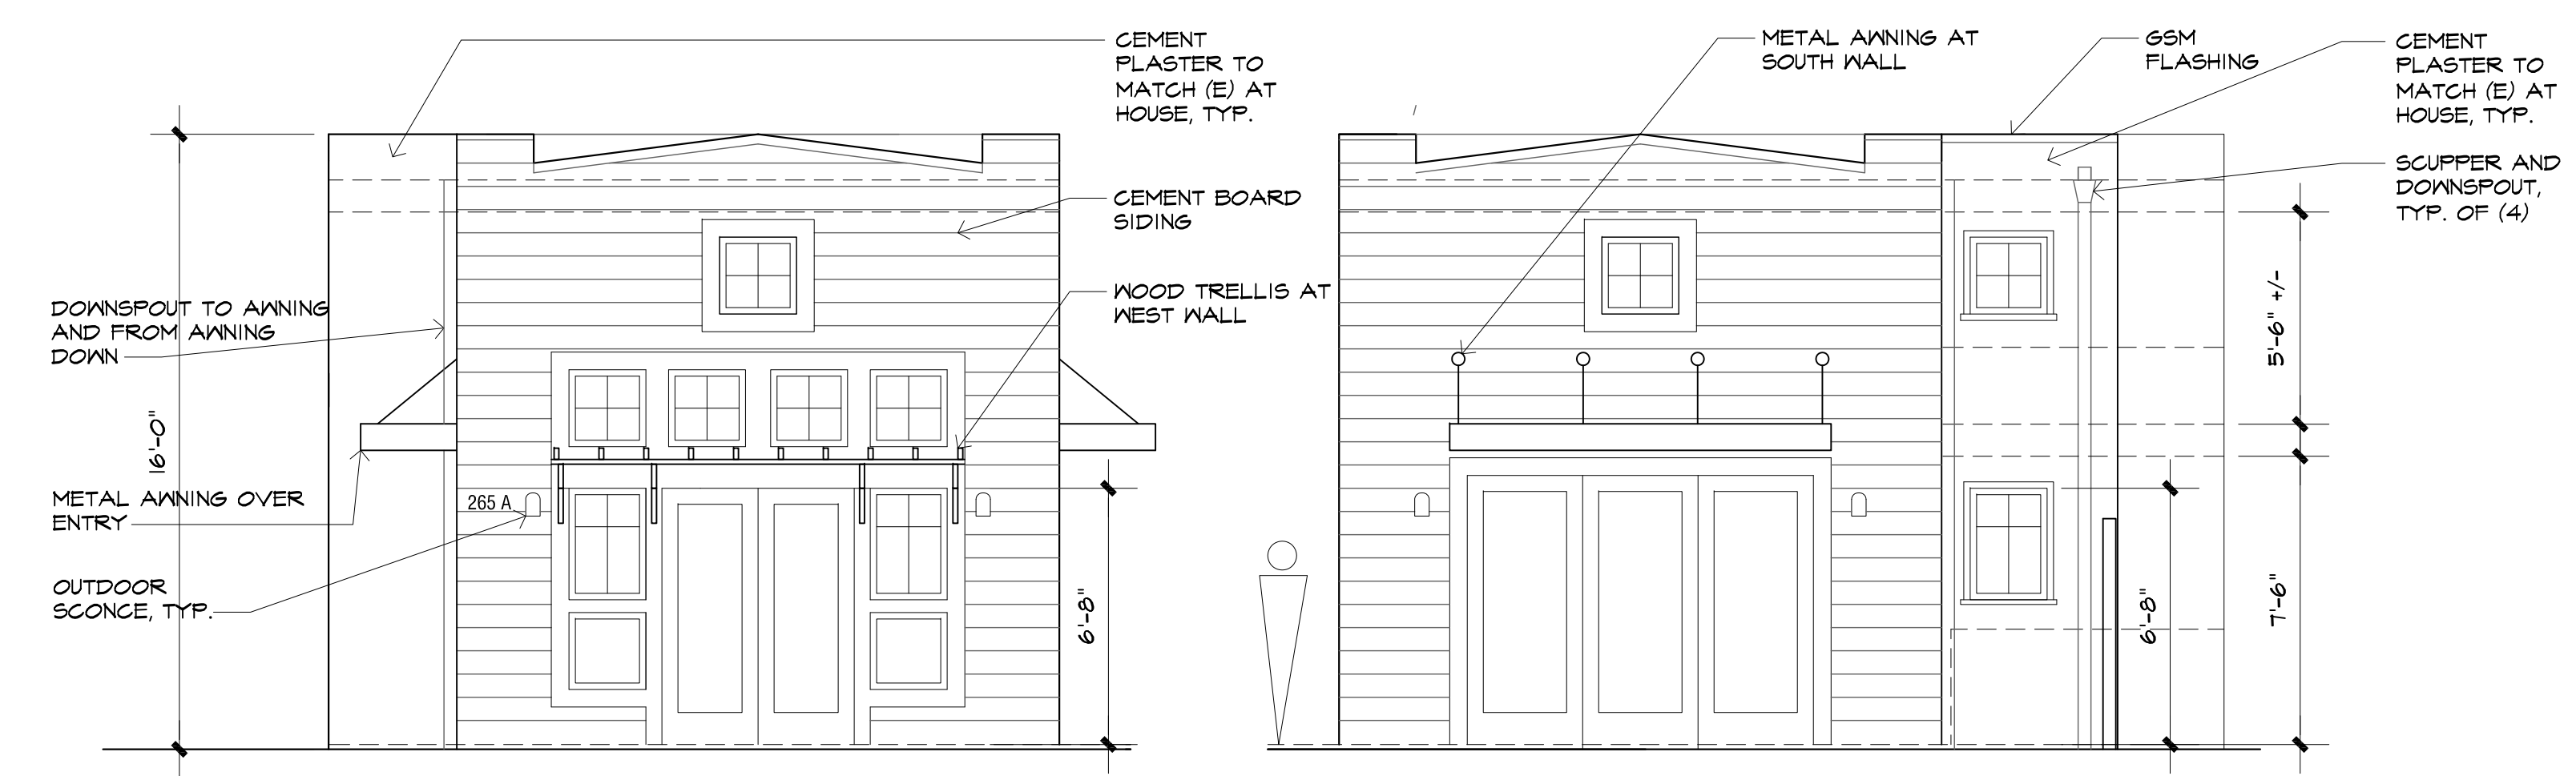 CEMENT
PLASTER TO
MATCH (E) AT
HOUSE, TYP.
CEMENT BOARD
SIDING
WOOD TRELLIS AT
WEST WALL
DOWNSPOUT TO AWNING
AND FROM AWNING
DOWN
16'-0"
METAL AWNING OVER
ENTRY
265 A
OUTDOOR
SCONCE, TYP.
6'-8"
METAL AWNING AT
SOUTH WALL
GSM
FLASHING
CEMENT
PLASTER TO
MATCH (E) AT
HOUSE, TYP.
SCUPPER AND
DOWNSPOUT,
TYP. OF (4)
5'-6" +/-
6'-8"
7'-6"